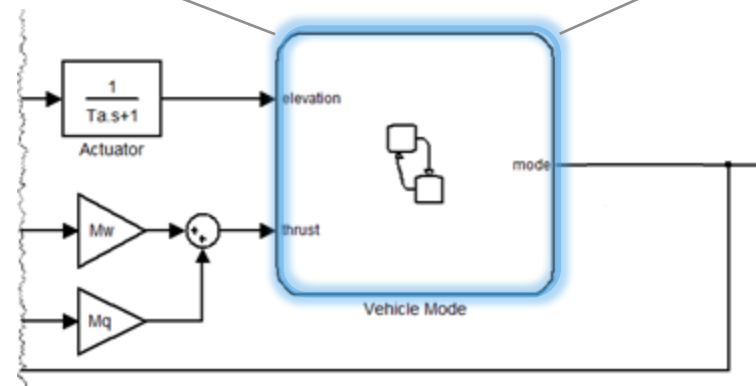 1
Ta.s+1
Actuator
elevation
mode
Mw
++
thrust
Mq
Vehicle Mode